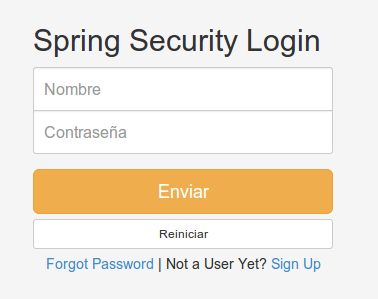 Spring Security Login
Nombre
Contraseña
Enviar
Reiniciar
Forgot Password | Not a User Yet? Sign Up